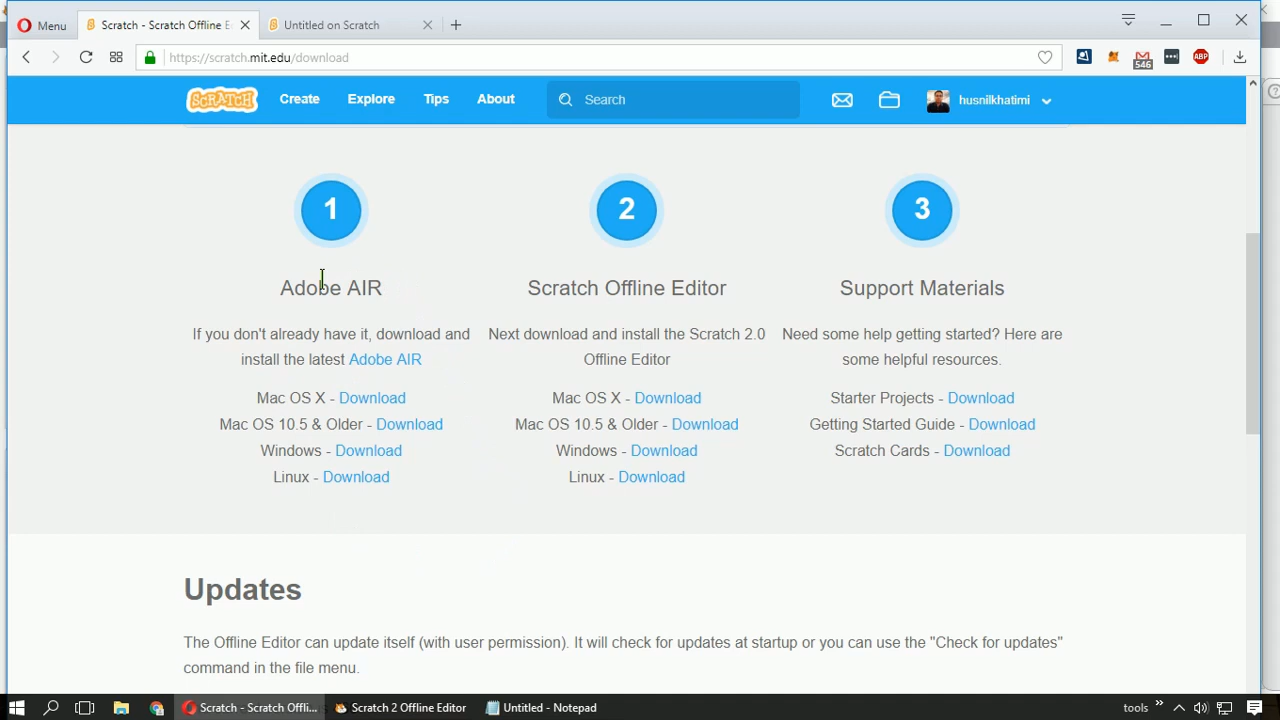 Menu
Scratch - Scratch Offline E
Untitled on Scratch
https://scratch.mit.edu/download
546
ABP
SCRATCH
Create
Explore
Tips
About
Search
husnilkhatimi
1
2
3
Adobe AIR
Scratch Offline Editor
Support Materials
If you don't already have it, download and
install the latest Adobe AIR
Next download and install the Scratch 2.0
Offline Editor
Need some help getting started? Here are
some helpful resources.
Mac OS X - Download
Mac OS 10.5 & Older - Download
Windows - Download
Linux - Download
Mac OS X - Download
Mac OS 10.5 & Older - Download
Windows - Download
Linux - Download
Starter Projects - Download
Getting Started Guide - Download
Scratch Cards - Download
Updates
The Offline Editor can update itself (with user permission). It will check for updates at startup or you can use the "Check for updates"
command in the file menu.
Scratch - Scratch Offli...
Scratch 2 Offline Editor
Untitled - Notepad
tools